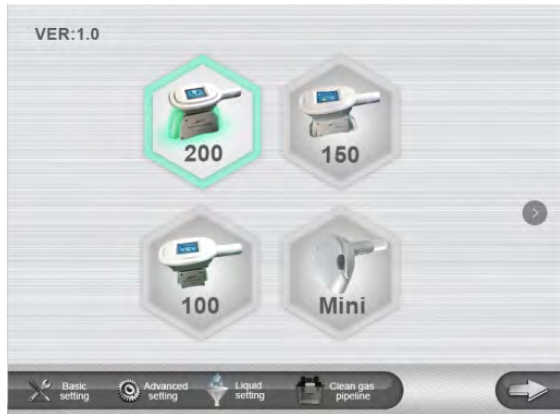 VER:1.0
200
150
100
Mini
Basic
setting
Advanced
setting
Liquid
setting
Clean gas
pipeline